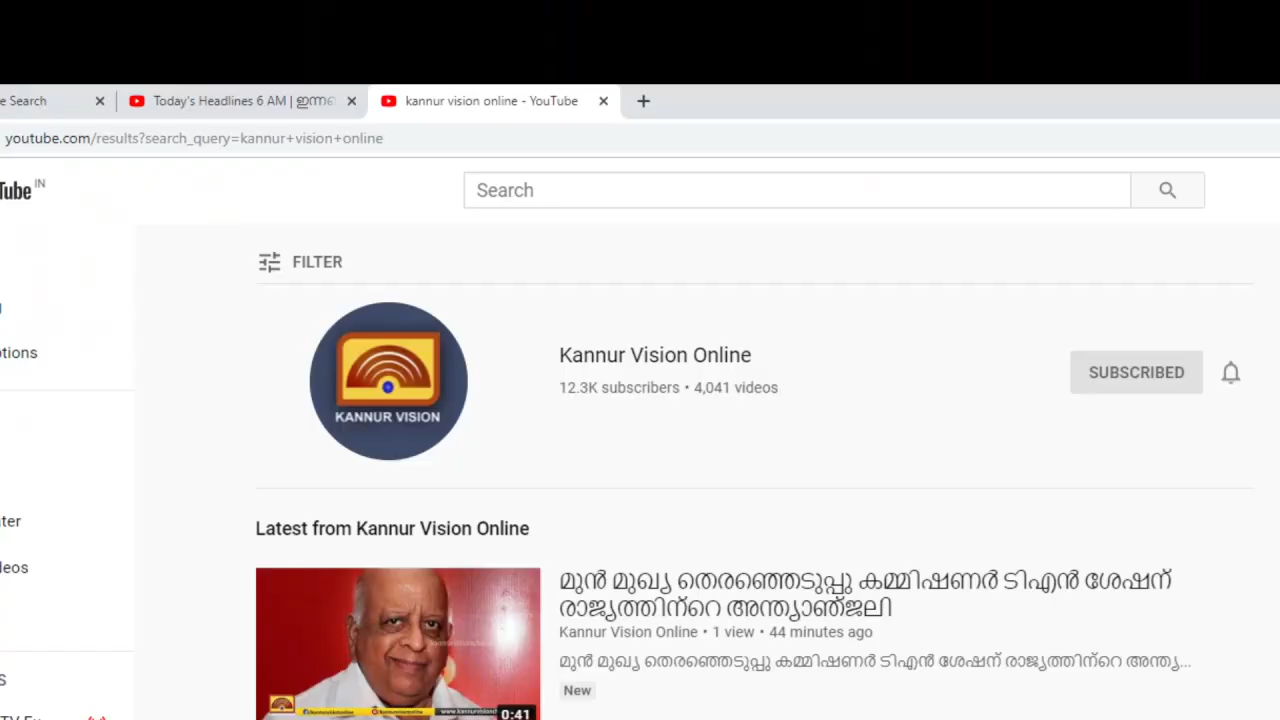 e Search
Today's Headlines 6 AM | ഇന്നത്
kannur vision online - YouTube
youtube.com/results?search_query=kannur+vision+online
Tube IN
Search
FILTER
KANNUR VISION
Kannur Vision Online
12.3K subscribers • 4,041 videos
SUBSCRIBED
otions
ter
leos
S
Latest from Kannur Vision Online
മുൻ മുഖ്യ തെരഞ്ഞെടുപ്പു കമ്മിഷണർ ടിഎൻ ശേഷന്
രാജ്യത്തിന്റെ അന്ത്യാഞ്ജലി
Kannur Vision Online • 1 view • 44 minutes ago
മുൻ മുഖ്യ തെരഞ്ഞെടുപ്പു കമ്മിഷണർ ടിഎൻ ശേഷന് രാജ്യത്തിന്റെ അന്ത്യ...
New
0:41